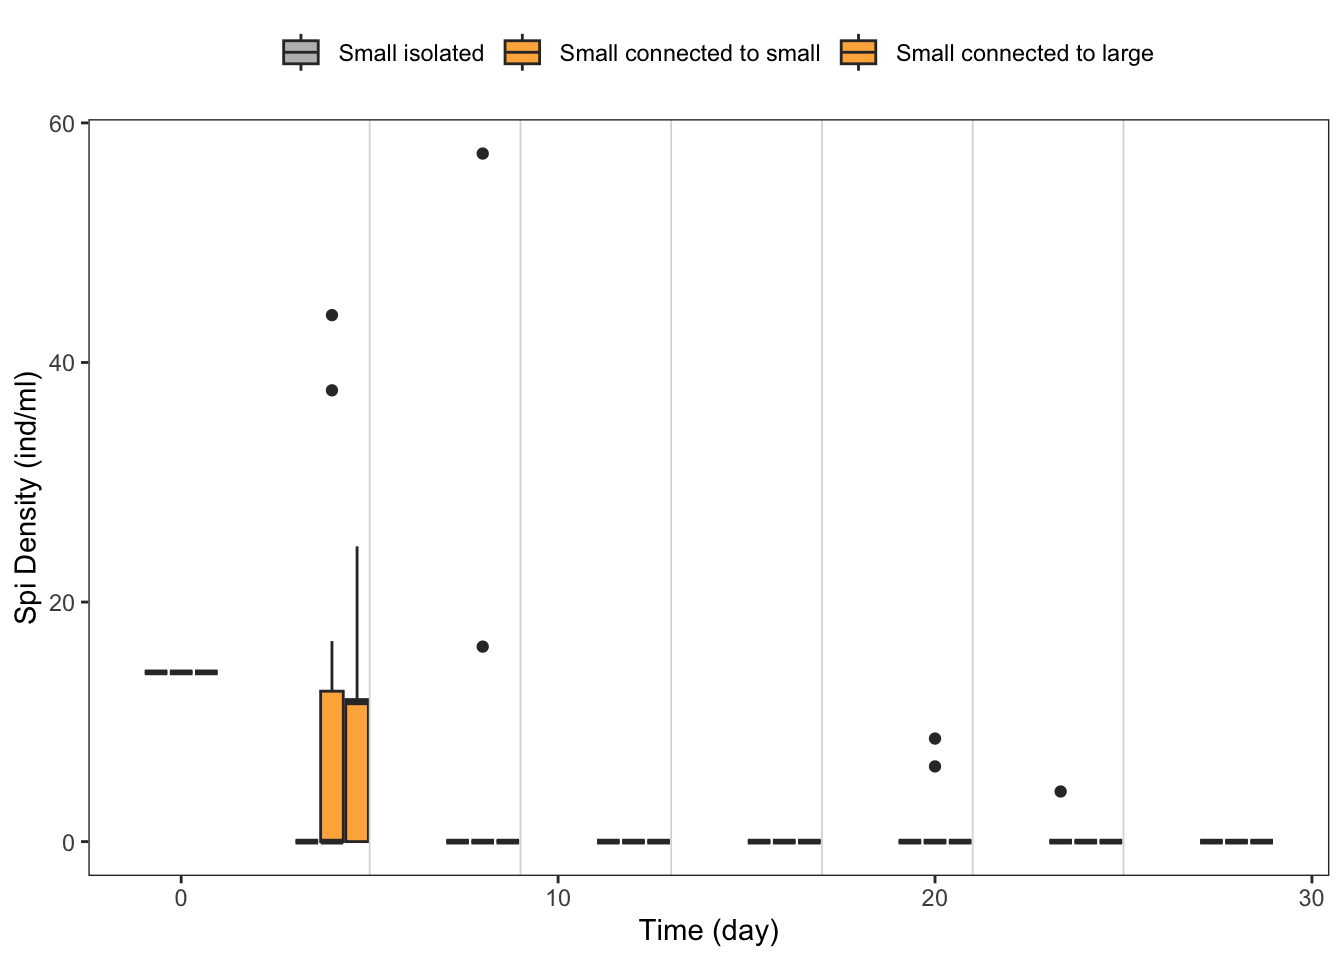 Small isolated Small connected to small Small connected to large
60
40
20
0
Spi Density (ind/ml)
0 10 20 30
Time (day)